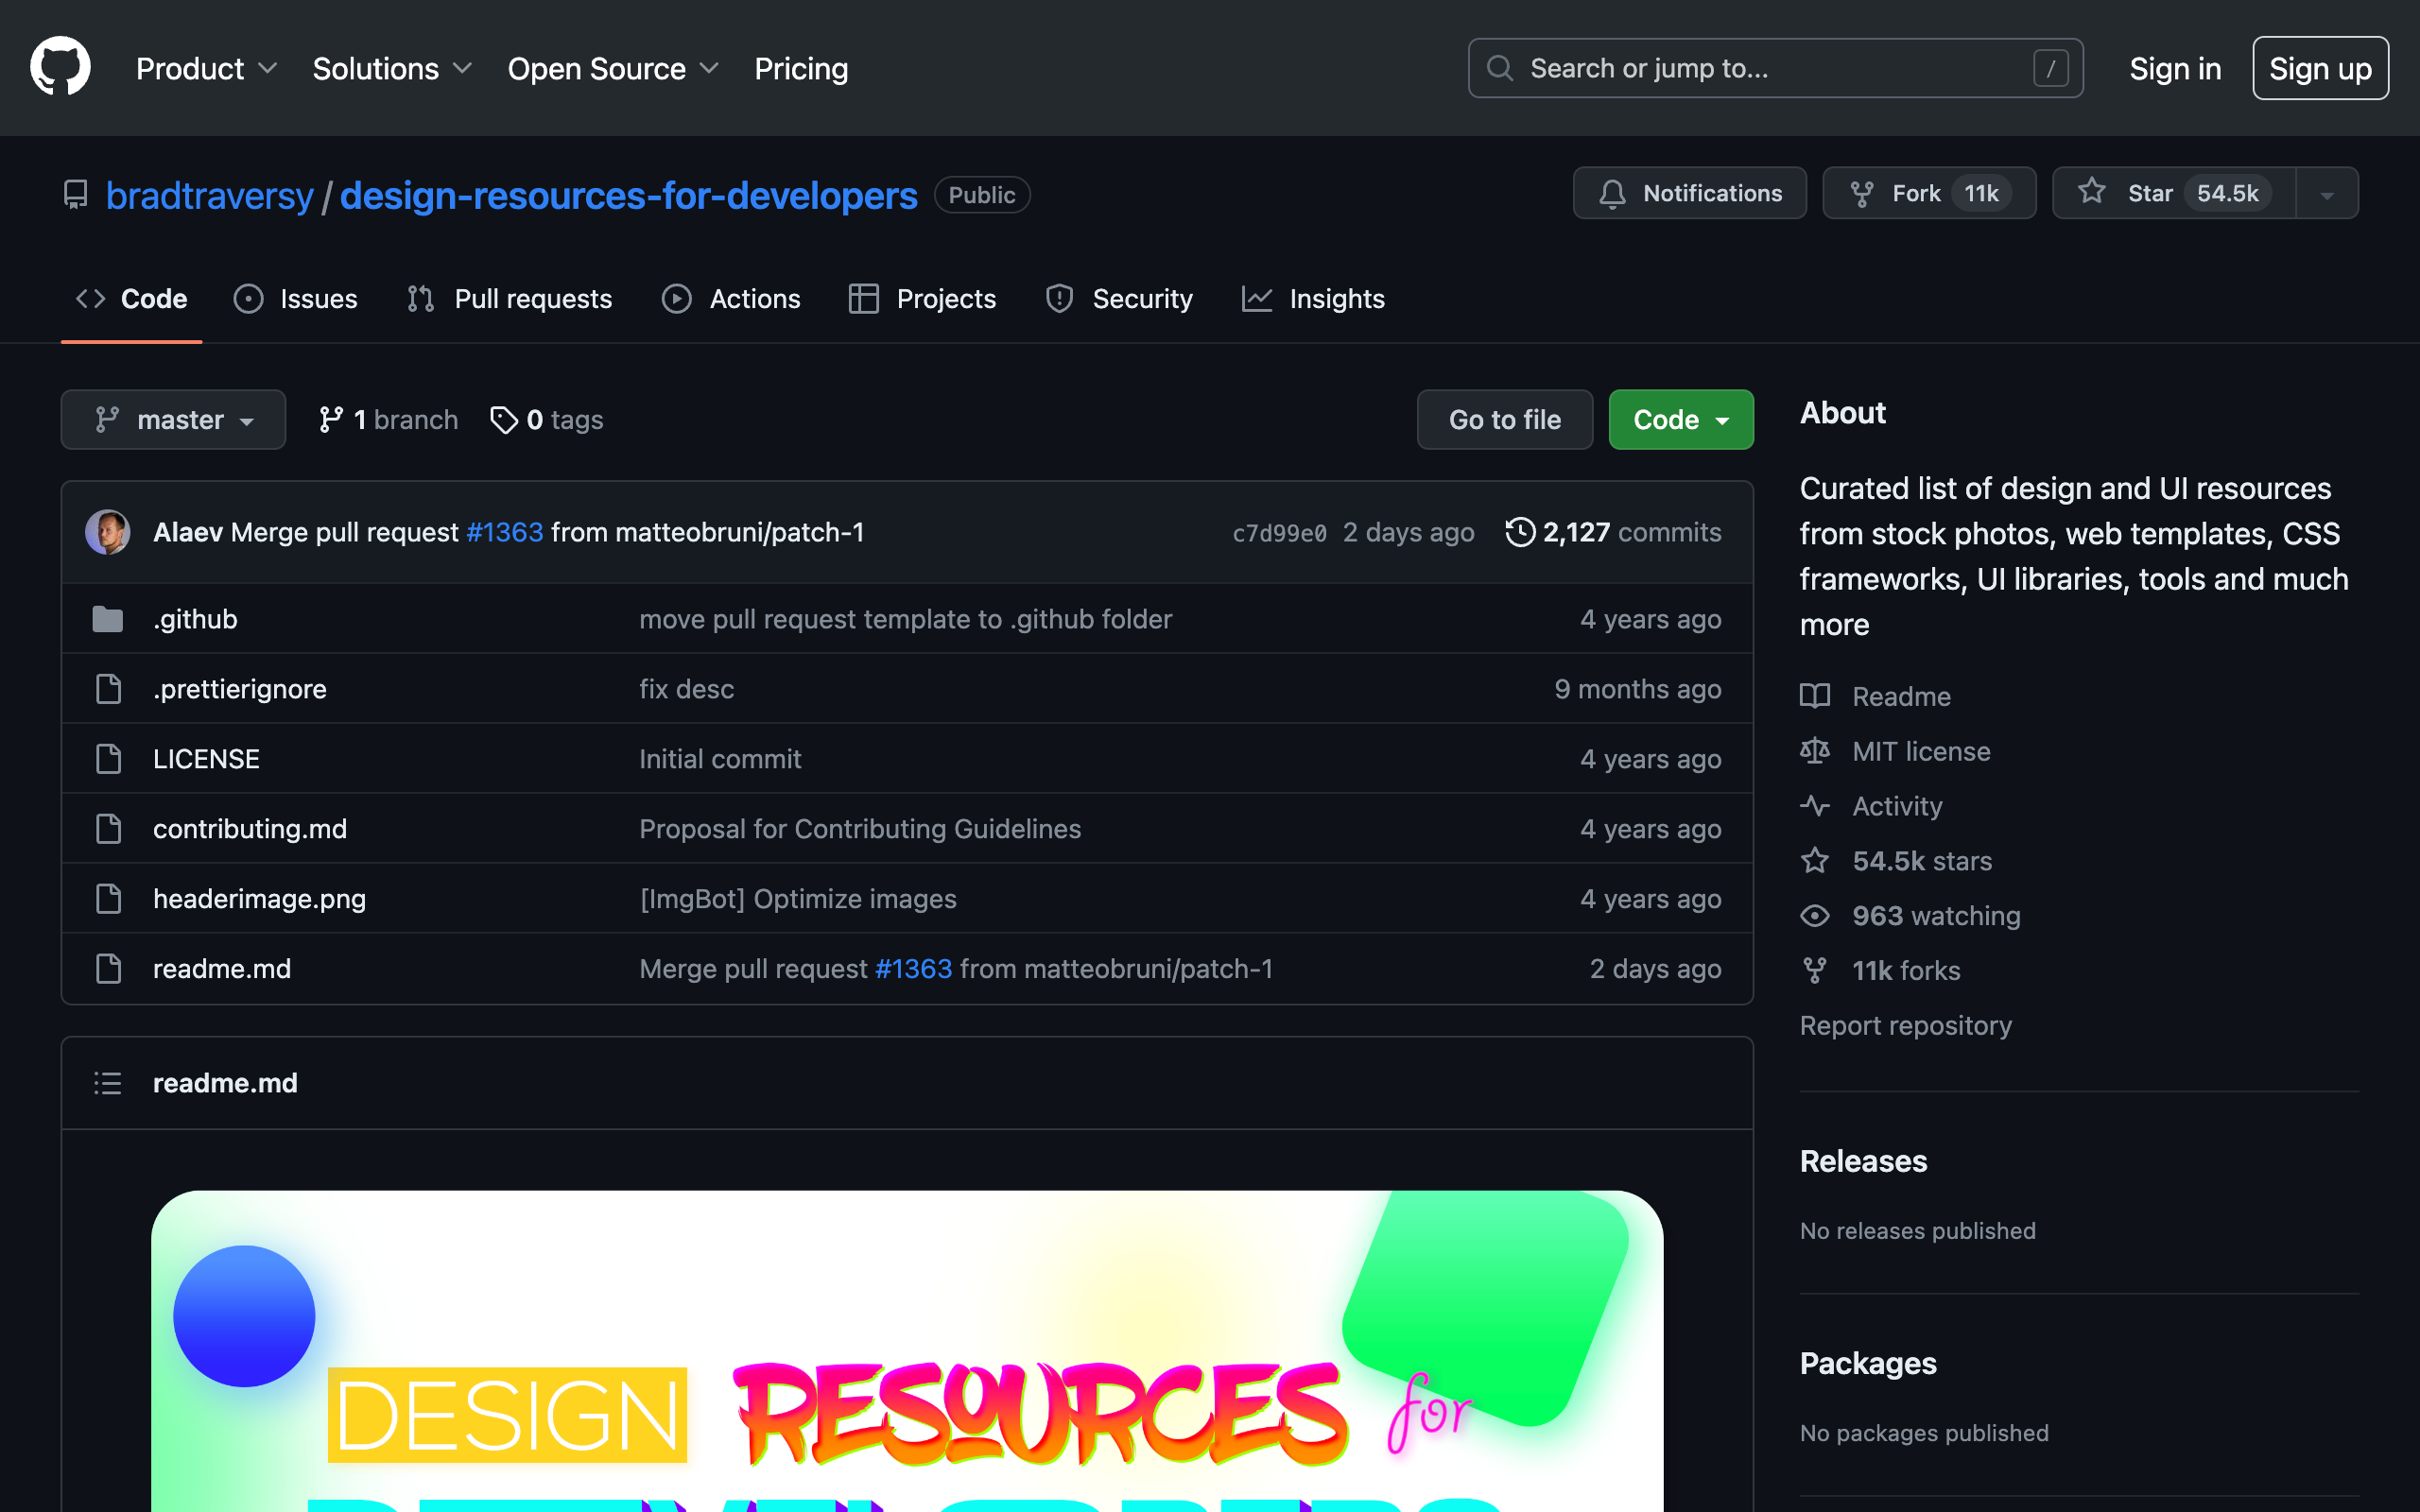 Product Solutions Open Source Pricing Search or jump to... / Sign in Sign up
bradtraversy / design-resources-for-developers Public Notifications Fork 11k Star 54.5k
Code Issues Pull requests Actions Projects Security Insights
master 1 branch 0 tags Go to file Code
Alaev Merge pull request #1363 from matteobruni/patch-1 c7d99e0 2 days ago 2,127 commits
.github move pull request template to .github folder 4 years ago
.prettierignore fix desc 9 months ago
LICENSE Initial commit 4 years ago
contributing.md Proposal for Contributing Guidelines 4 years ago
headerimage.png [ImgBot] Optimize images 4 years ago
readme.md Merge pull request #1363 from matteobruni/patch-1 2 days ago
readme.md
DESIGN RESOURCES for
DEVELOPERS
About
Curated list of design and UI resources
from stock photos, web templates, CSS
frameworks, UI libraries, tools and much
more
Readme
MIT license
Activity
54.5k stars
963 watching
11k forks
Report repository
Releases
No releases published
Packages
No packages published